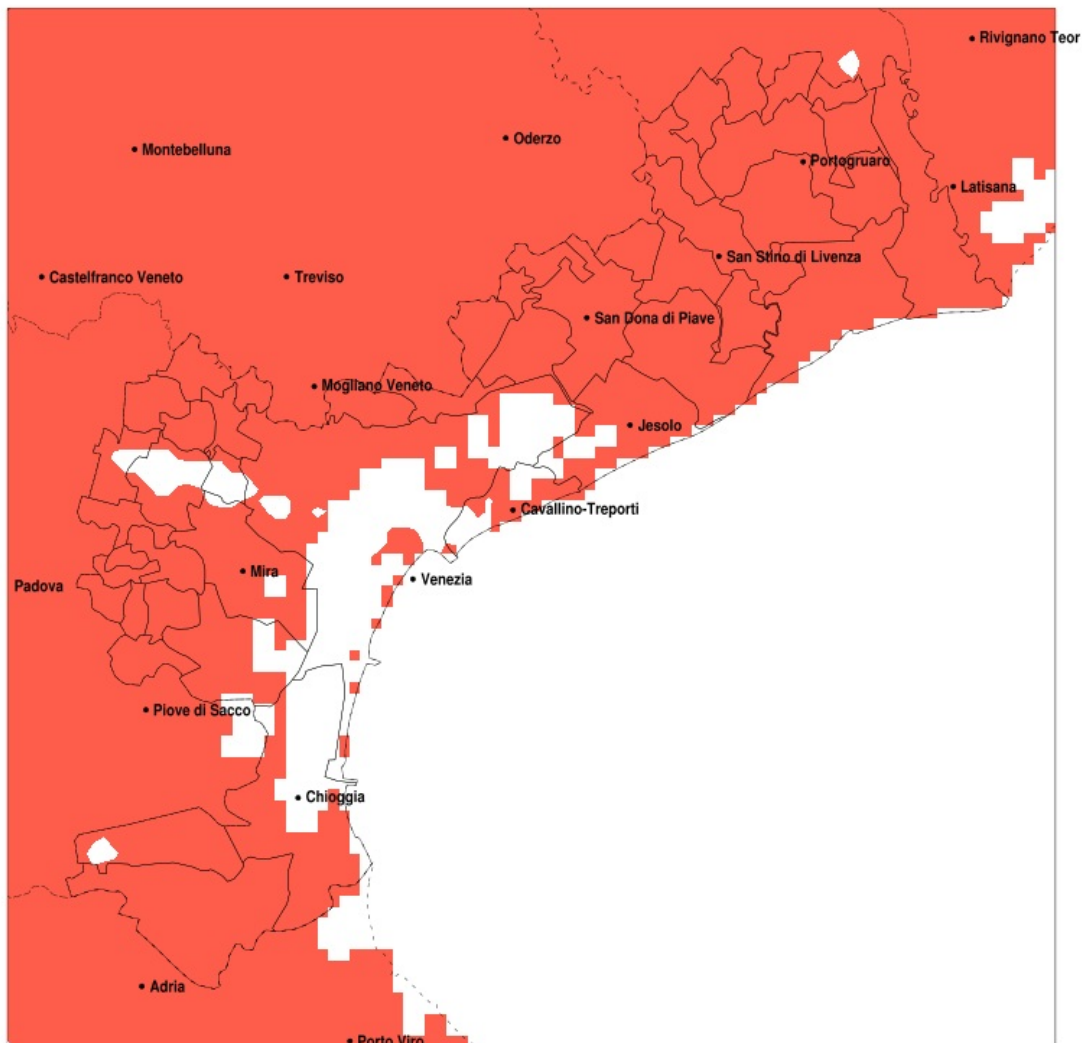 Rivignano Teor
Oderzo
Montebelluna
Portogruaro
Latisana
San Stino di Livenza
Castelfranco Veneto
Treviso
San Dona di Piave
Mogliano Veneto
Jesolo
Cavallino-Treporti
Mira
Venezia
Padova
Piove di Sacco
Chioggia
Adria
Porto Viro